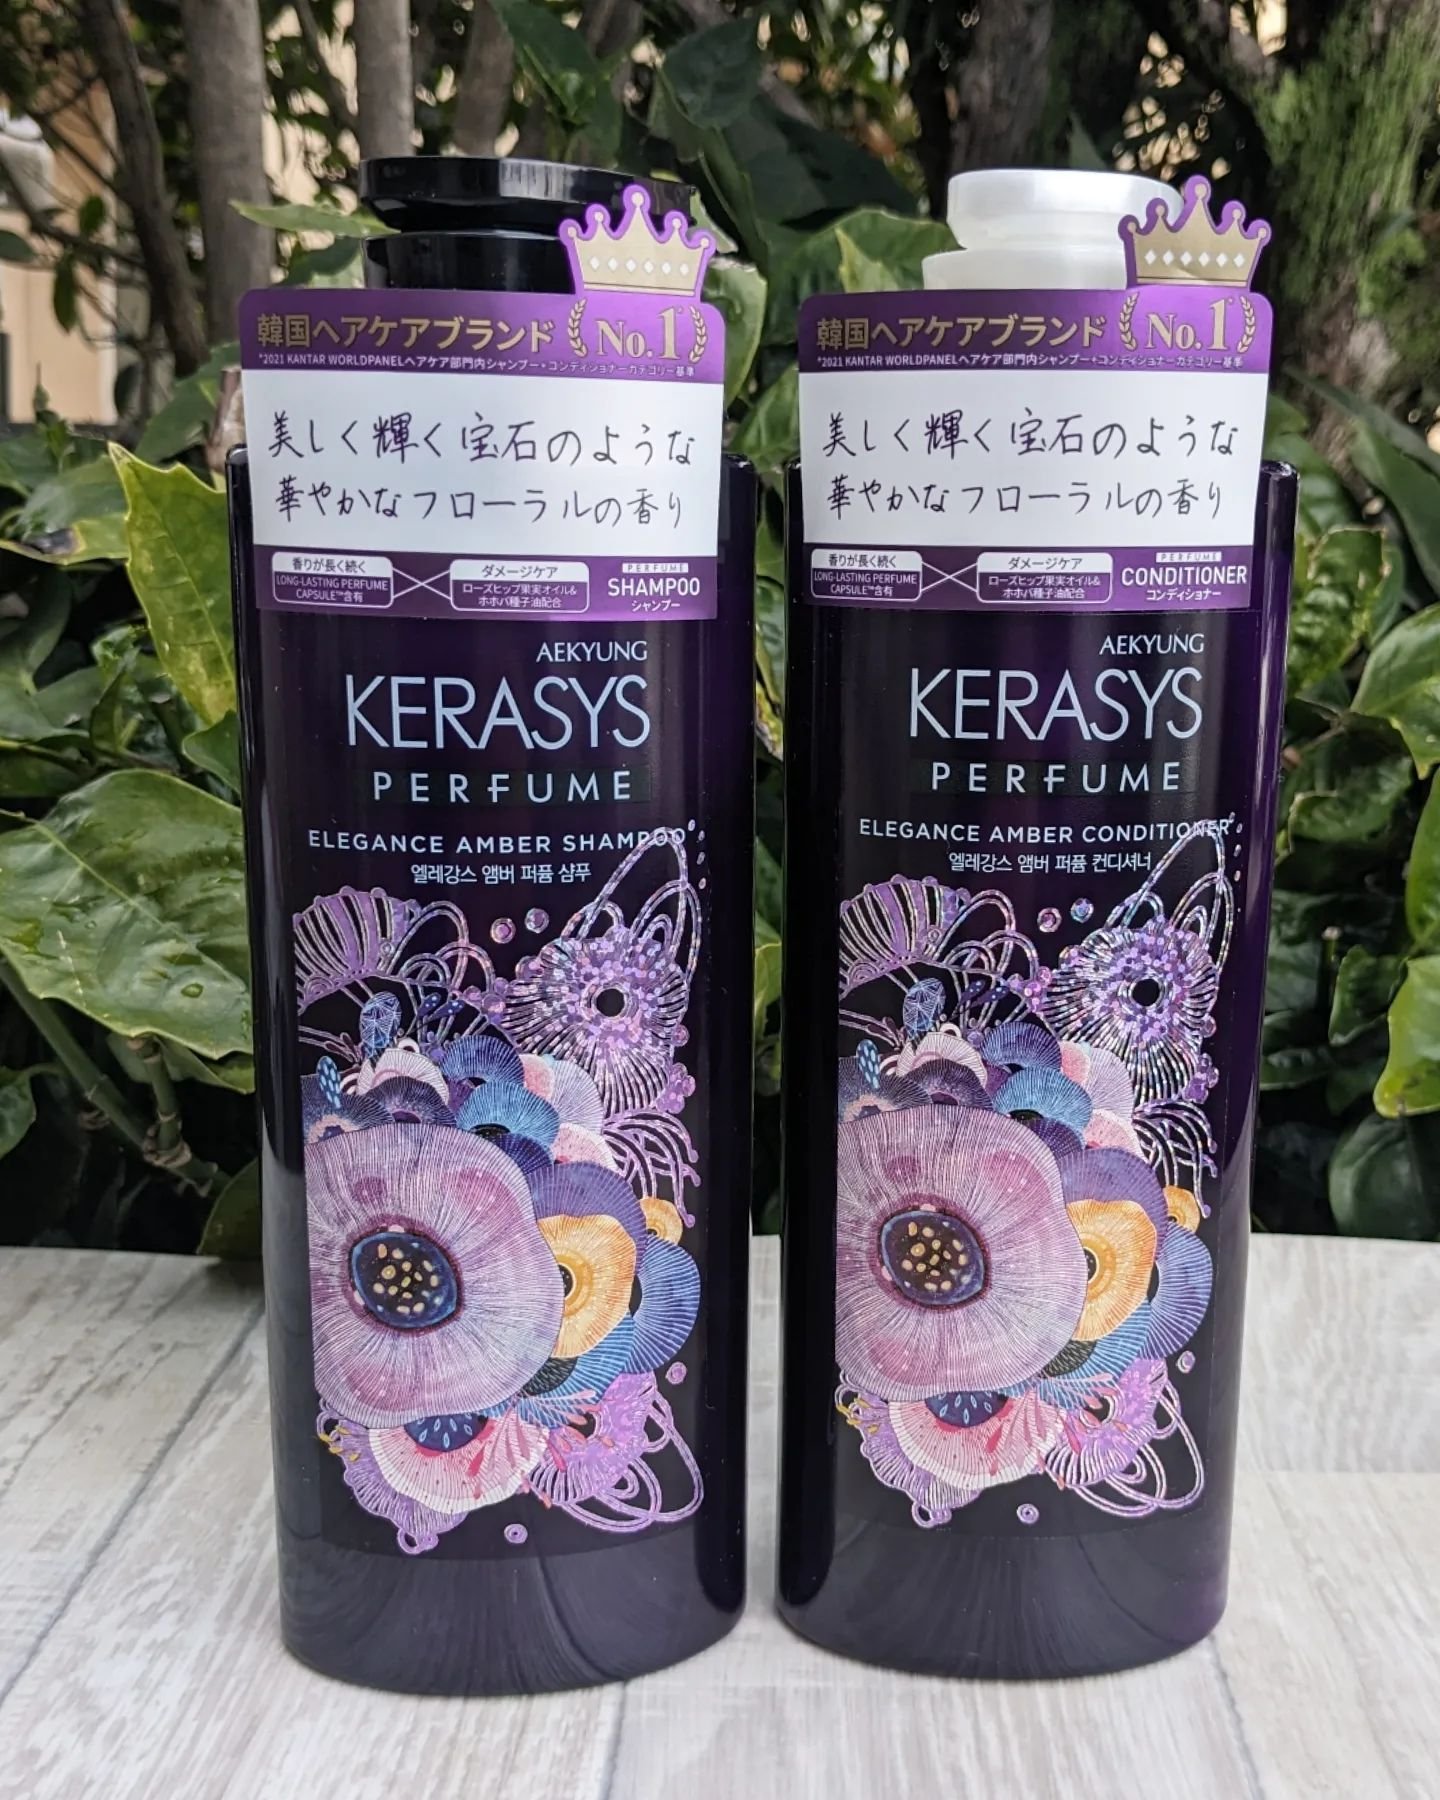 韓国ヘアケアブランド No.1*
*2021 KANTAR WORLDPANELヘアケア部門内シャンプー+コンディショナーカテゴリー基準
美しく輝く宝石のような
華やかなフローラルの香り
香りが長く続く
LONG-LASTING PERFUME
CAPSULE™含有
ダメージケア
ローズヒップ果実オイル&
ホホバ種子油配合
PERFUME
SHAMPOO
シャンプー
AEKYUNG
KERASYS
PERFUME
ELEGANCE AMBER SHAMPOO
엘레강스 앰버 퍼퓸 샴푸
韓国ヘアケアブランド No.1*
*2021 KANTAR WORLDPANELヘアケア部門内シャンプー+コンディショナーカテゴリー基準
美しく輝く宝石のような
華やかなフローラルの香り
香りが長く続く
LONG-LASTING PERFUME
CAPSULE™含有
ダメージケア
ローズヒップ果実オイル&
ホホバ種子油配合
PERFUME
CONDITIONER
コンディショナー
AEKYUNG
KERASYS
PERFUME
ELEGANCE AMBER CONDITIONER
엘레강스 앰버 퍼퓸 컨디셔너